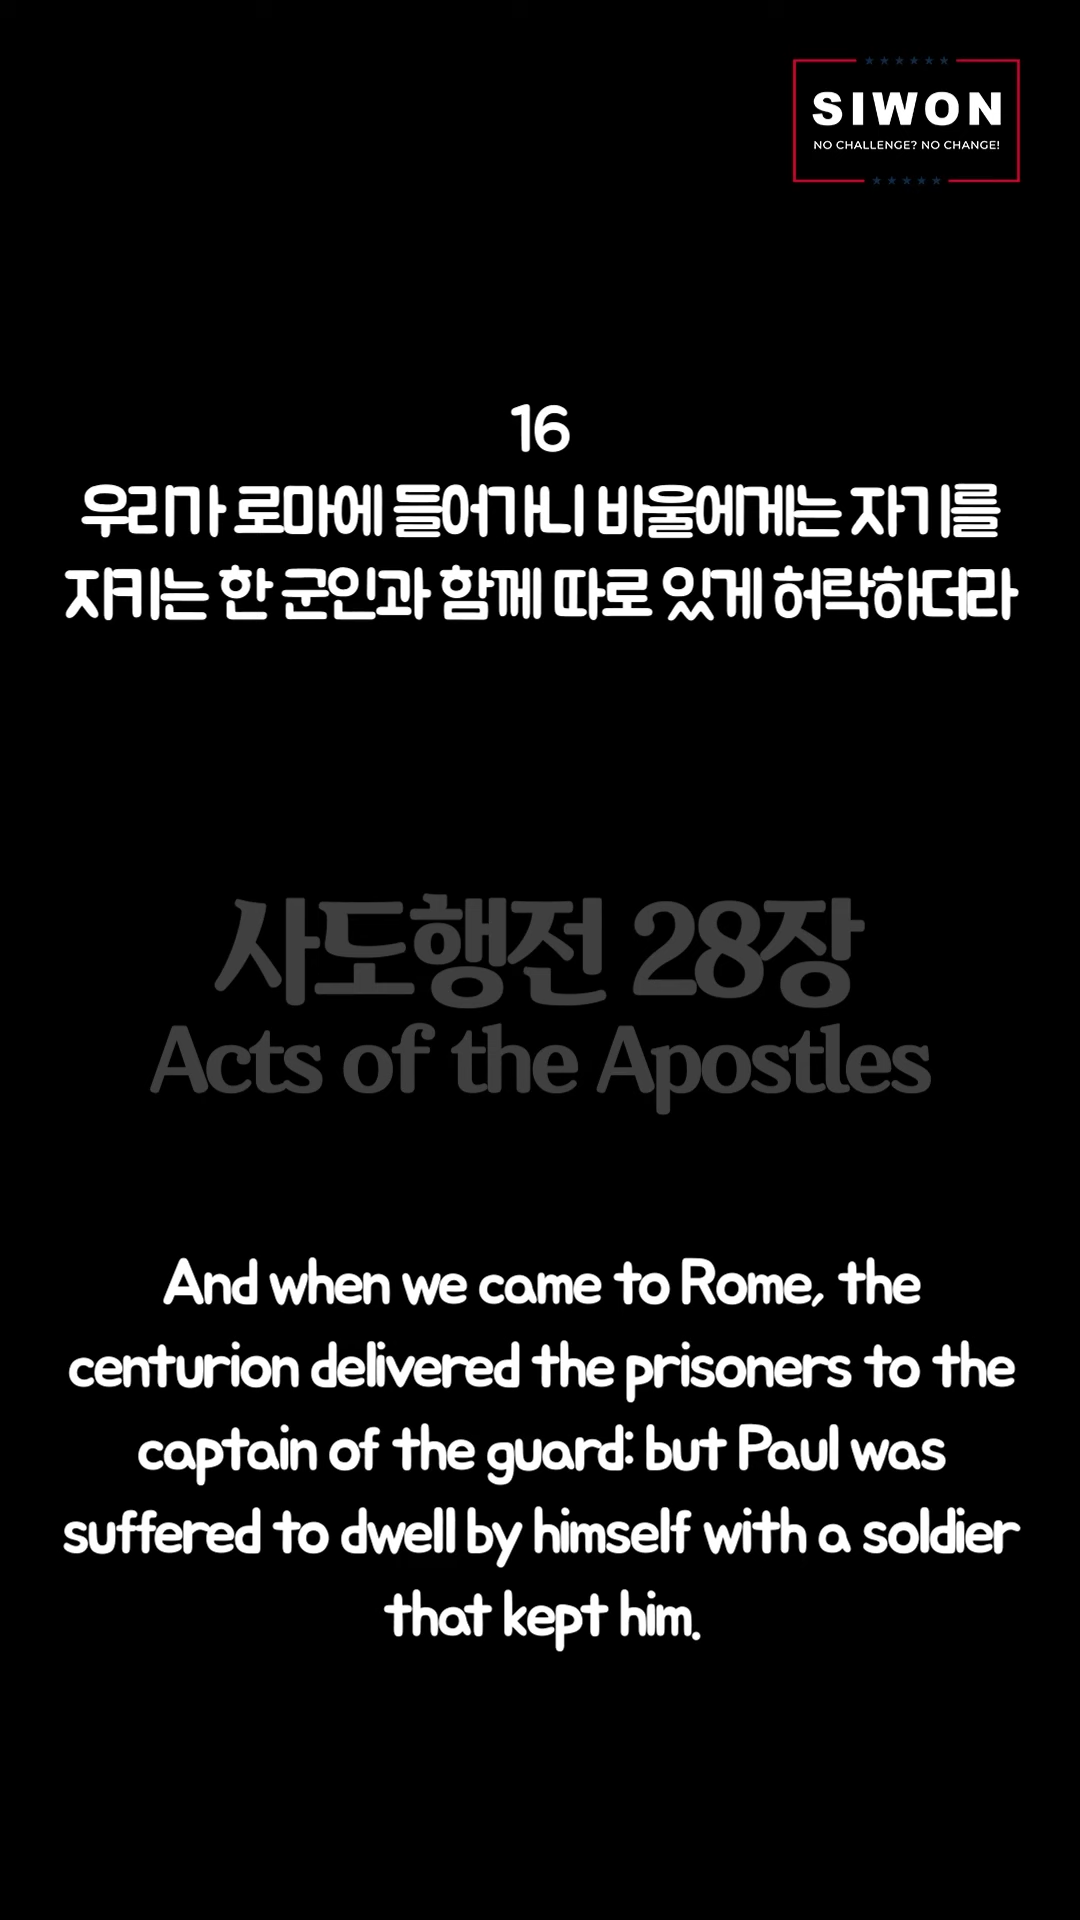 SIWON
NO CHALLENGE? NO CHANGE!
16
우리가 로마에 들어가니 바울에게는 자기를
지키는 한 군인과 함께 따로 있게 허락하더라
사도행전 28장
Acts of the Apostles
And when we came to Rome, the
centurion delivered the prisoners to the
captain of the guard: but Paul was
suffered to dwell by himself with a soldier
that kept him.